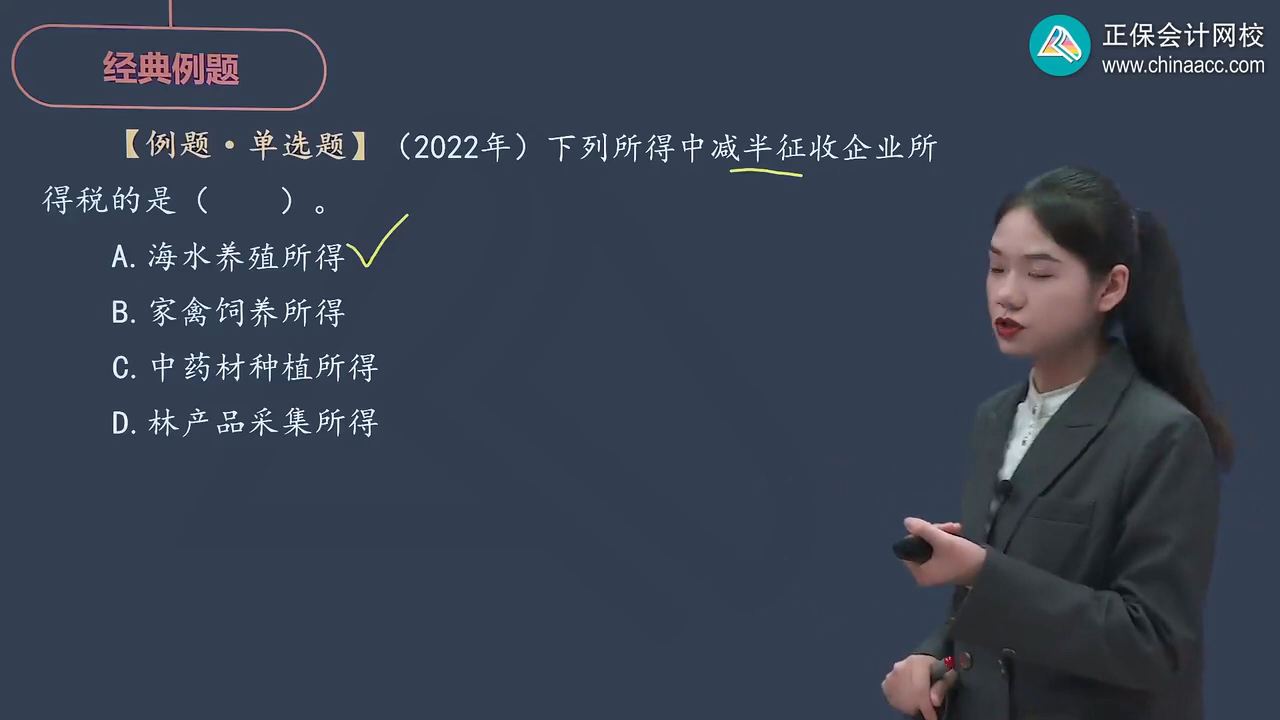 正保会计网校
www.chinaacc.com
经典例题
【例题·单选题】（2022年）下列所得中减半征收企业所
得税的是（  ）。
A. 海水养殖所得
B. 家禽饲养所得
C. 中药材种植所得
D. 林产品采集所得